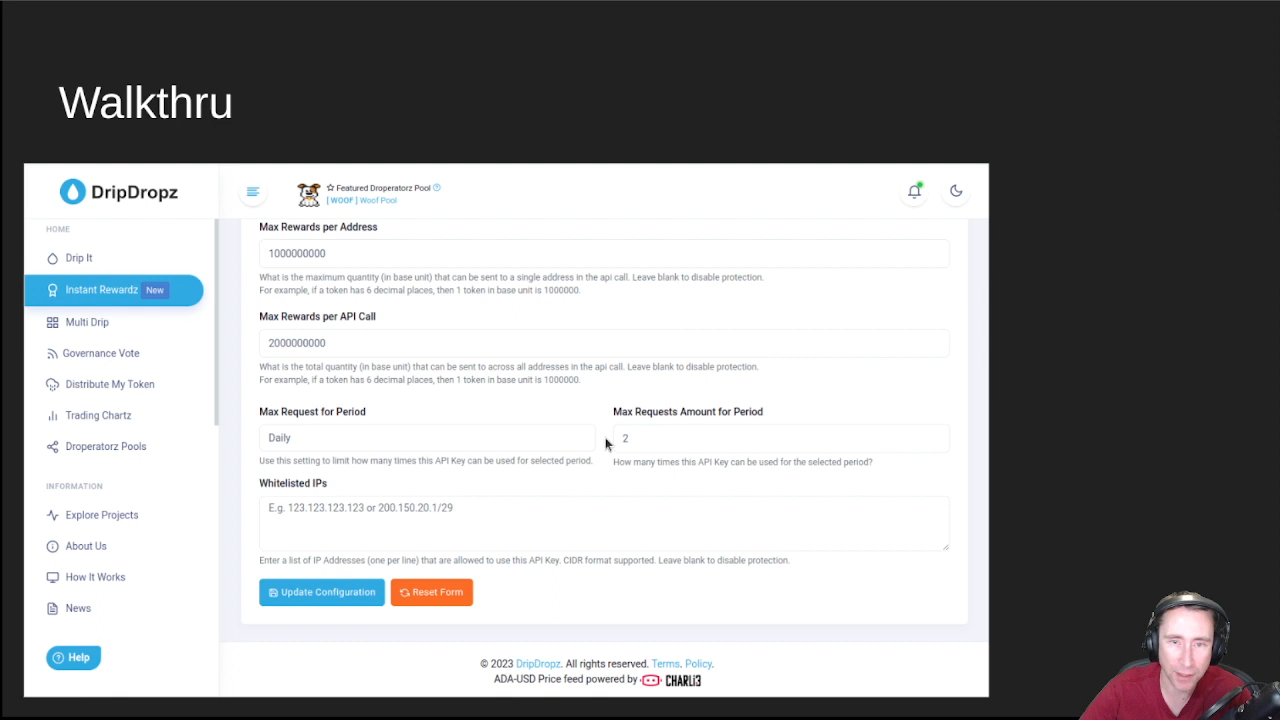 Walkthru
DripDropz
Featured Droperatorz Pool
[ WOOF ] Woof Pool
HOME
Drip It
Instant Rewardz New
Multi Drip
Governance Vote
Distribute My Token
Trading Chartz
Droperatorz Pools
INFORMATION
Explore Projects
About Us
How It Works
News
Help
Max Rewards per Address
1000000000
What is the maximum quantity (in base unit) that can be sent to a single address in the api call. Leave blank to disable protection.
For example, if a token has 6 decimal places, then 1 token in base unit is 1000000.
Max Rewards per API Call
2000000000
What is the total quantity (in base unit) that can be sent to across all addresses in the api call. Leave blank to disable protection.
For example, if a token has 6 decimal places, then 1 token in base unit is 1000000.
Max Request for Period
Daily
Use this setting to limit how many times this API Key can be used for selected period.
Max Requests Amount for Period
2
How many times this API Key can be used for the selected period?
Whitelisted IPs
E.g. 123.123.123.123 or 200.150.20.1/29
Enter a list of IP Addresses (one per line) that are allowed to use this API Key. CIDR format supported. Leave blank to disable protection.
Update Configuration
Reset Form
© 2023 DripDropz. All rights reserved. Terms. Policy.
ADA-USD Price feed powered by CHARLI3